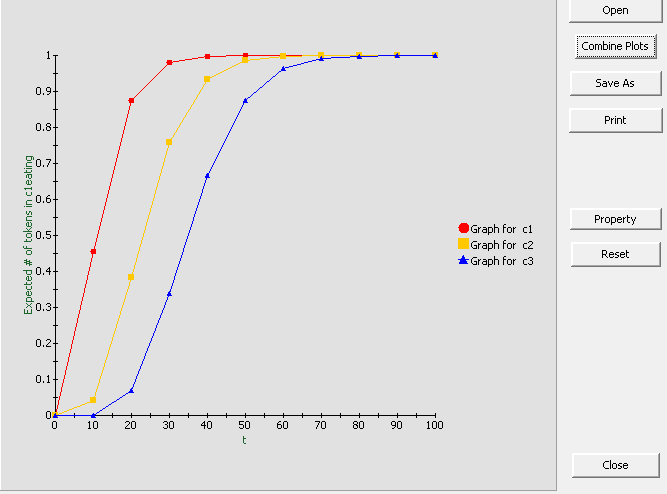 Open
Combine Plots
Save As
Print
Property
Reset
Close
Expected # of tokens in c1eating
1
0.9
0.8
0.7
0.6
0.5
0.4
0.3
0.2
0.1
0
0 10 20 30 40 50 60 70 80 90 100
t
Graph for c1
Graph for c2
Graph for c3